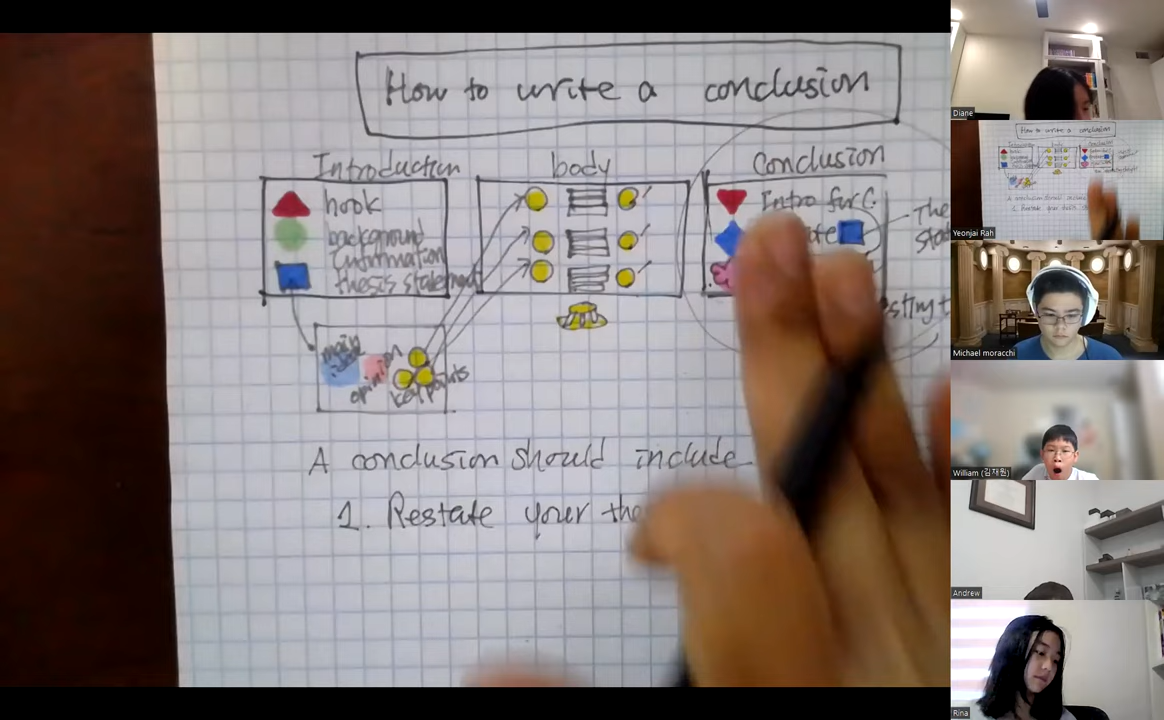 How to write a conclusion
Introduction
hook
background
information
thesis statement
main
opinion
key points
body
Conclusion
Intro for C.
The
A conclusion should include
1. Restate your
Diane
Yeonjai Rah
Michael moracchi
William (김재원)
Andrew
Rina